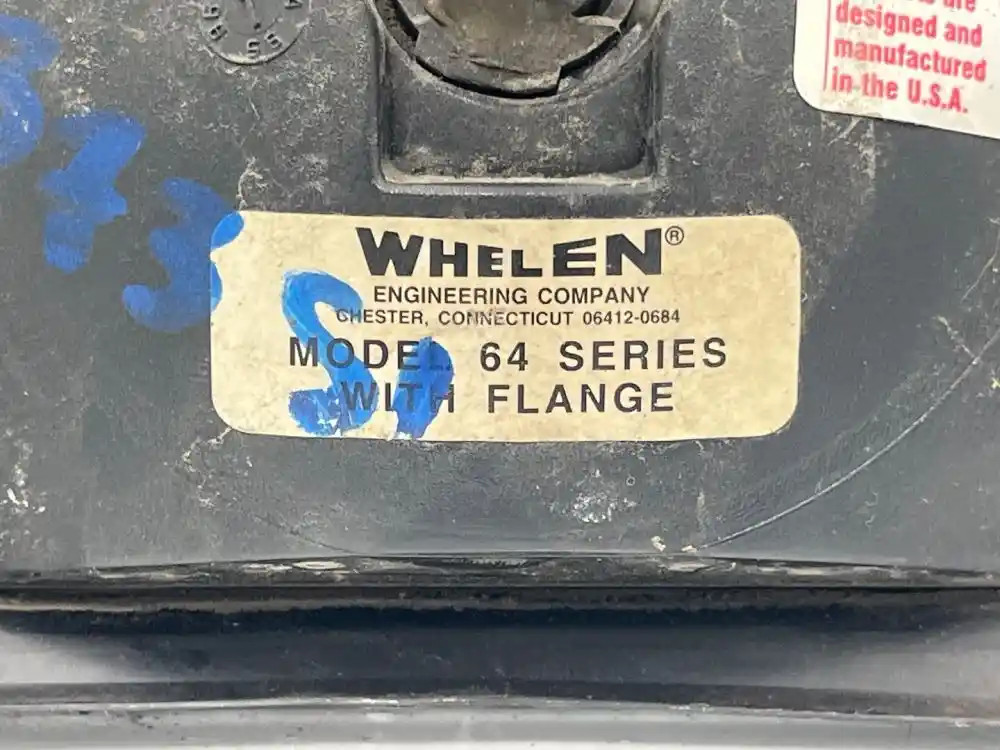 designed and
manufactured
in the U.S.A.
WHELEN®
ENGINEERING COMPANY
CHESTER, CONNECTICUT 06412-0684
MODEL 64 SERIES
WITH FLANGE